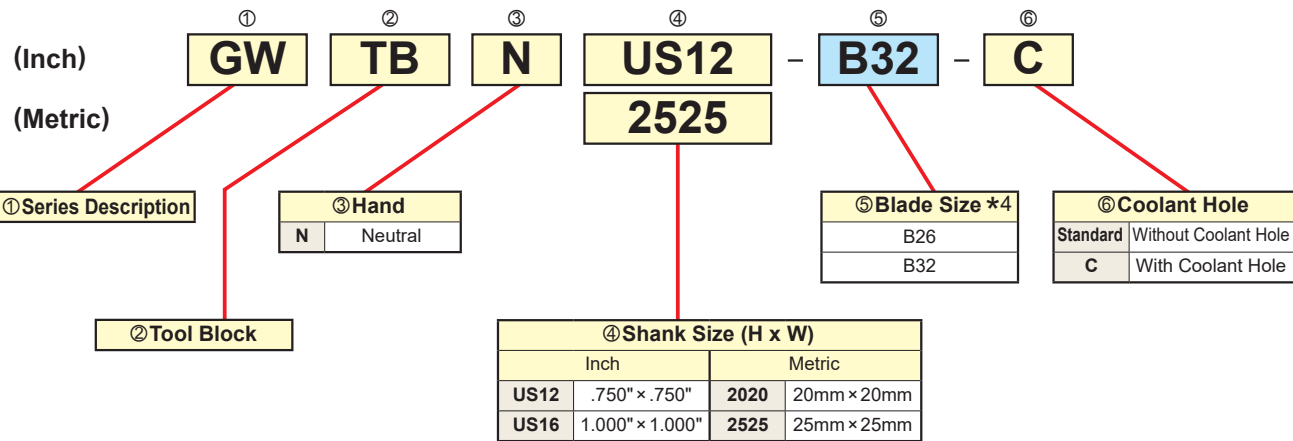 ① ② ③ ④ ⑤ ⑥
(Inch) GW TB N US12 - B32 - C
(Metric) 2525
①Series Description
③Hand
N Neutral
⑤Blade Size *4
B26
B32
⑥Coolant Hole
Standard Without Coolant Hole
C With Coolant Hole
②Tool Block
④Shank Size (H x W)
Inch Metric
US12 .750" × .750" 2020 20mm × 20mm
US16 1.000" × 1.000" 2525 25mm × 25mm